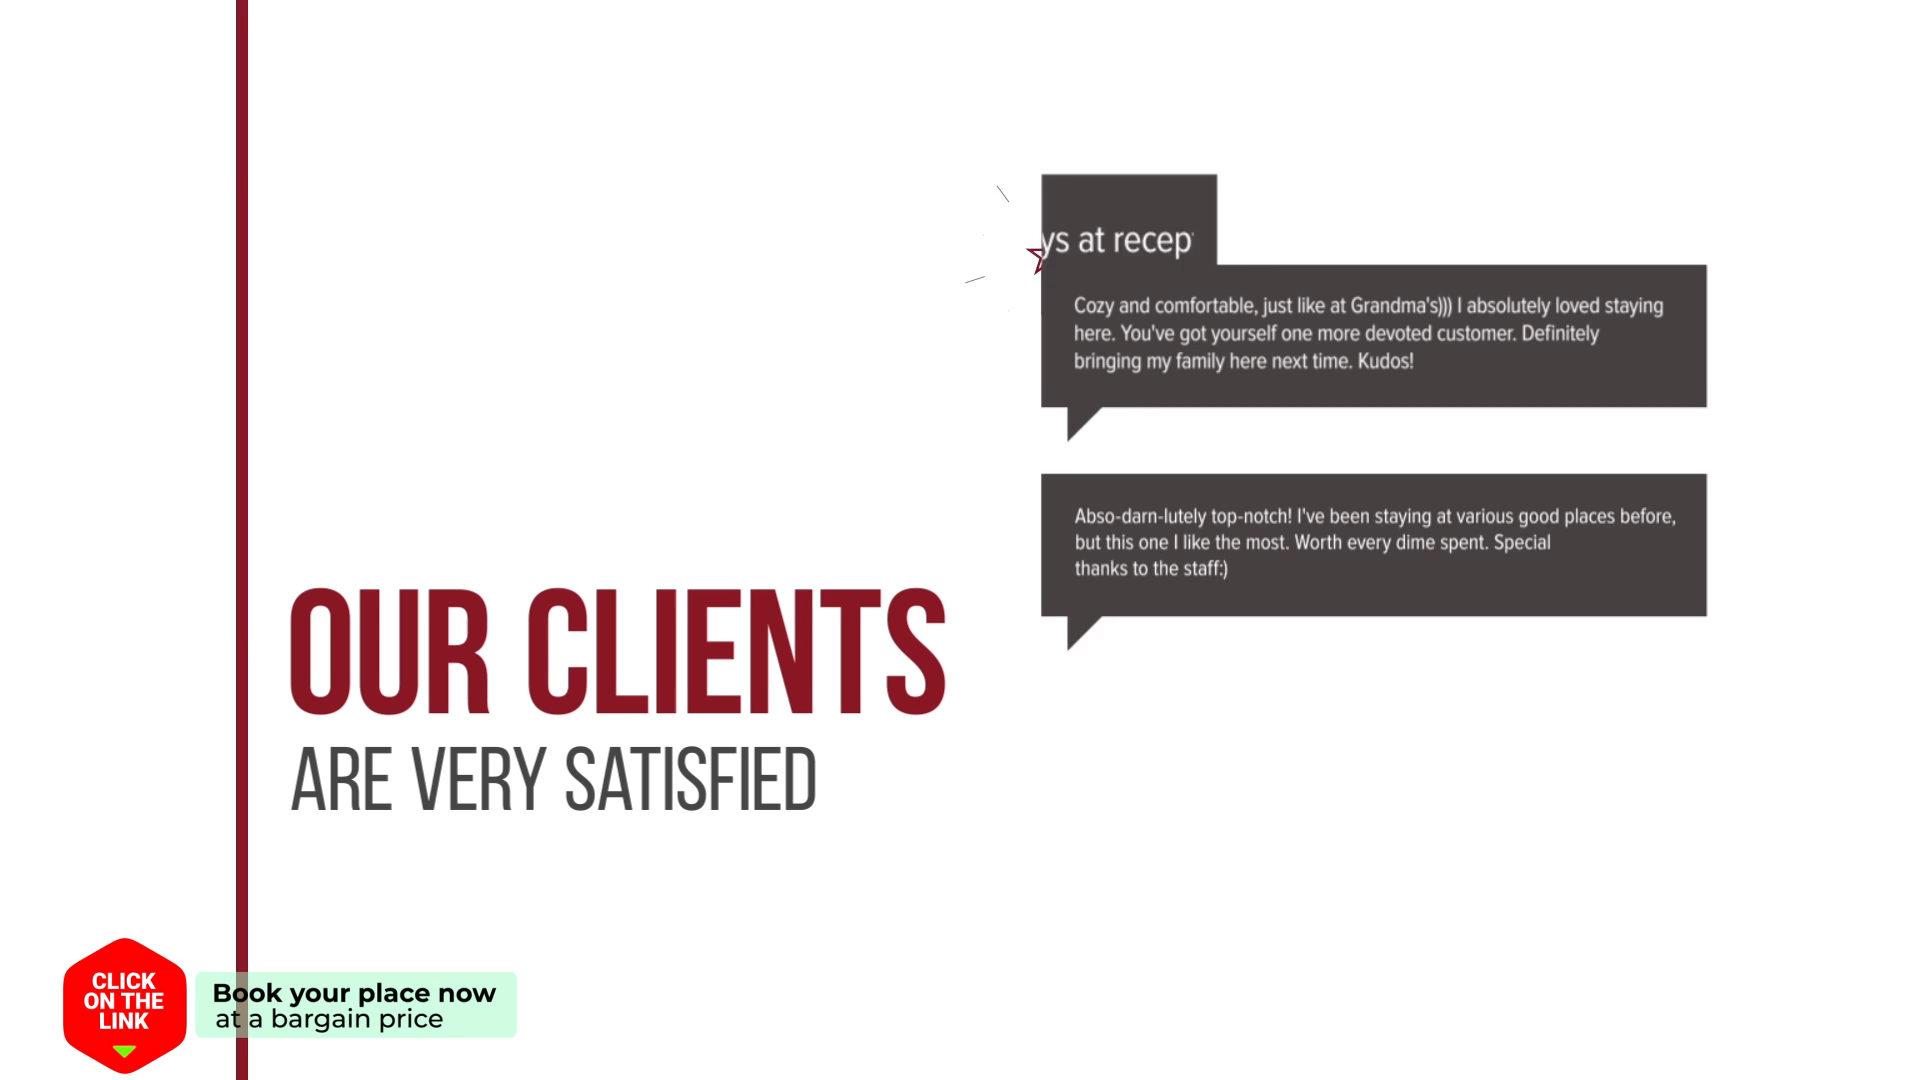 at recep
Cozy and comfortable, just like at Grandma's))) I absolutely loved staying
here. You've got yourself one more devoted customer. Definitely
bringing my family here next time. Kudos!
Abso-darn-lutely top-notch! I've been staying at various good places before,
but this one I like the most. Worth every dime spent. Special
thanks to the staff:)
OUR CLIENTS
ARE VERY SATISFIED
CLICK
ON THE
LINK
Book your place now
at a bargain price